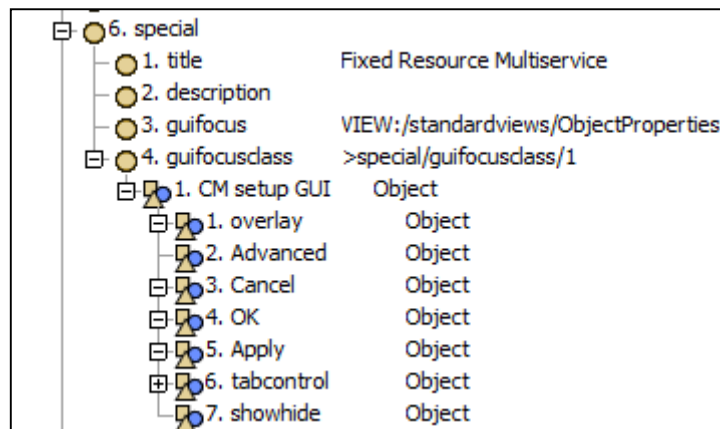 6. special
1. title Fixed Resource Multiservice
2. description
3. guifocus VIEW:/standardviews/ObjectProperties
4. guifocusclass >special/guifocusclass/1
1. CM setup GUI Object
1. overlay Object
2. Advanced Object
3. Cancel Object
4. OK Object
5. Apply Object
6. tabcontrol Object
7. showhide Object